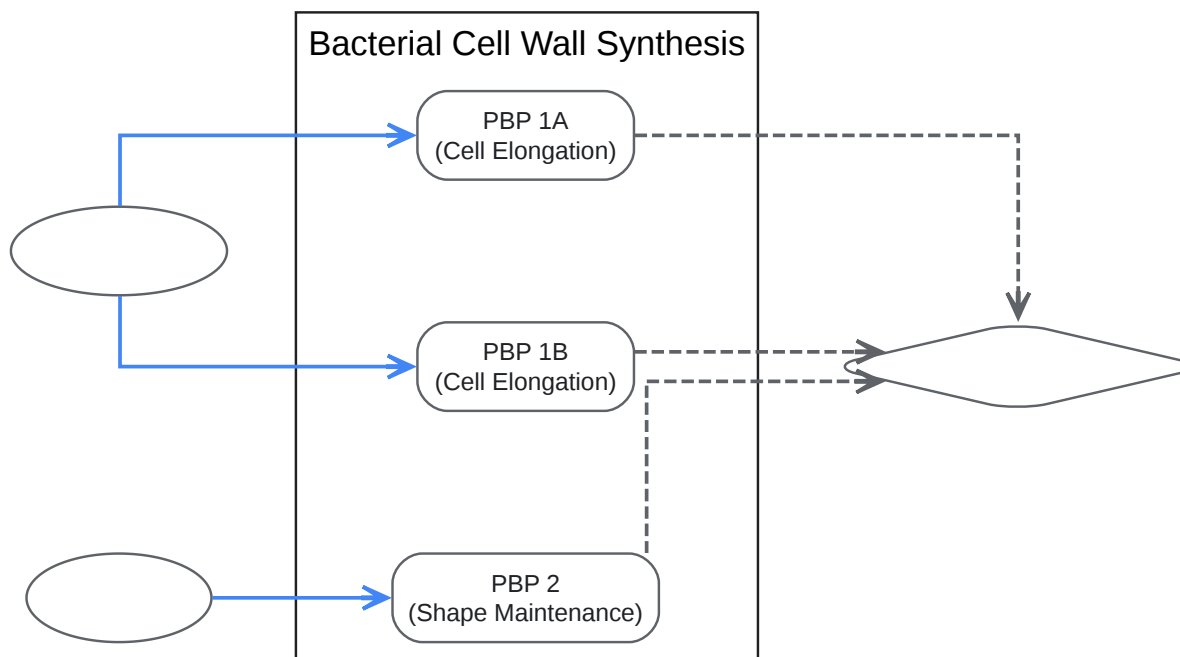 Bacterial Cell Wall Synthesis
PBP 1A
(Cell Elongation)
PBP 1B
(Cell Elongation)
PBP 2
(Shape Maintenance)